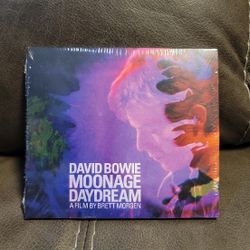 DAVID BOWIE
MOONAGE
DAYDREAM
A FILM BY BRETT MORGEN